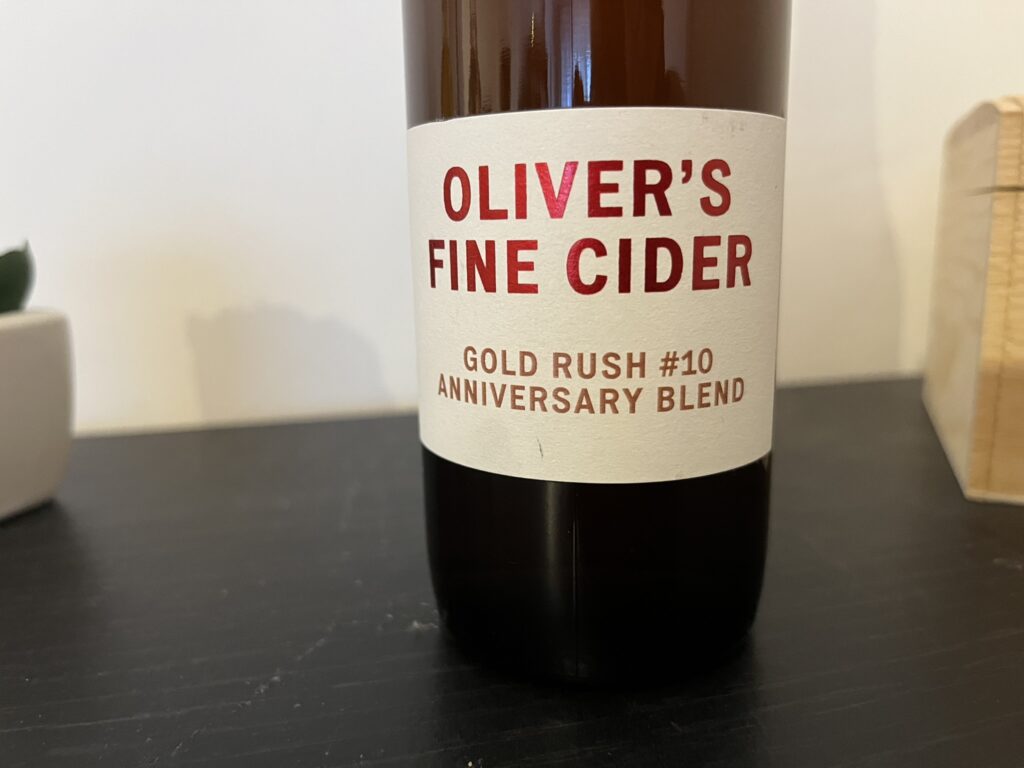 OLIVER'S
FINE CIDER
GOLD RUSH #10
ANNIVERSARY BLEND